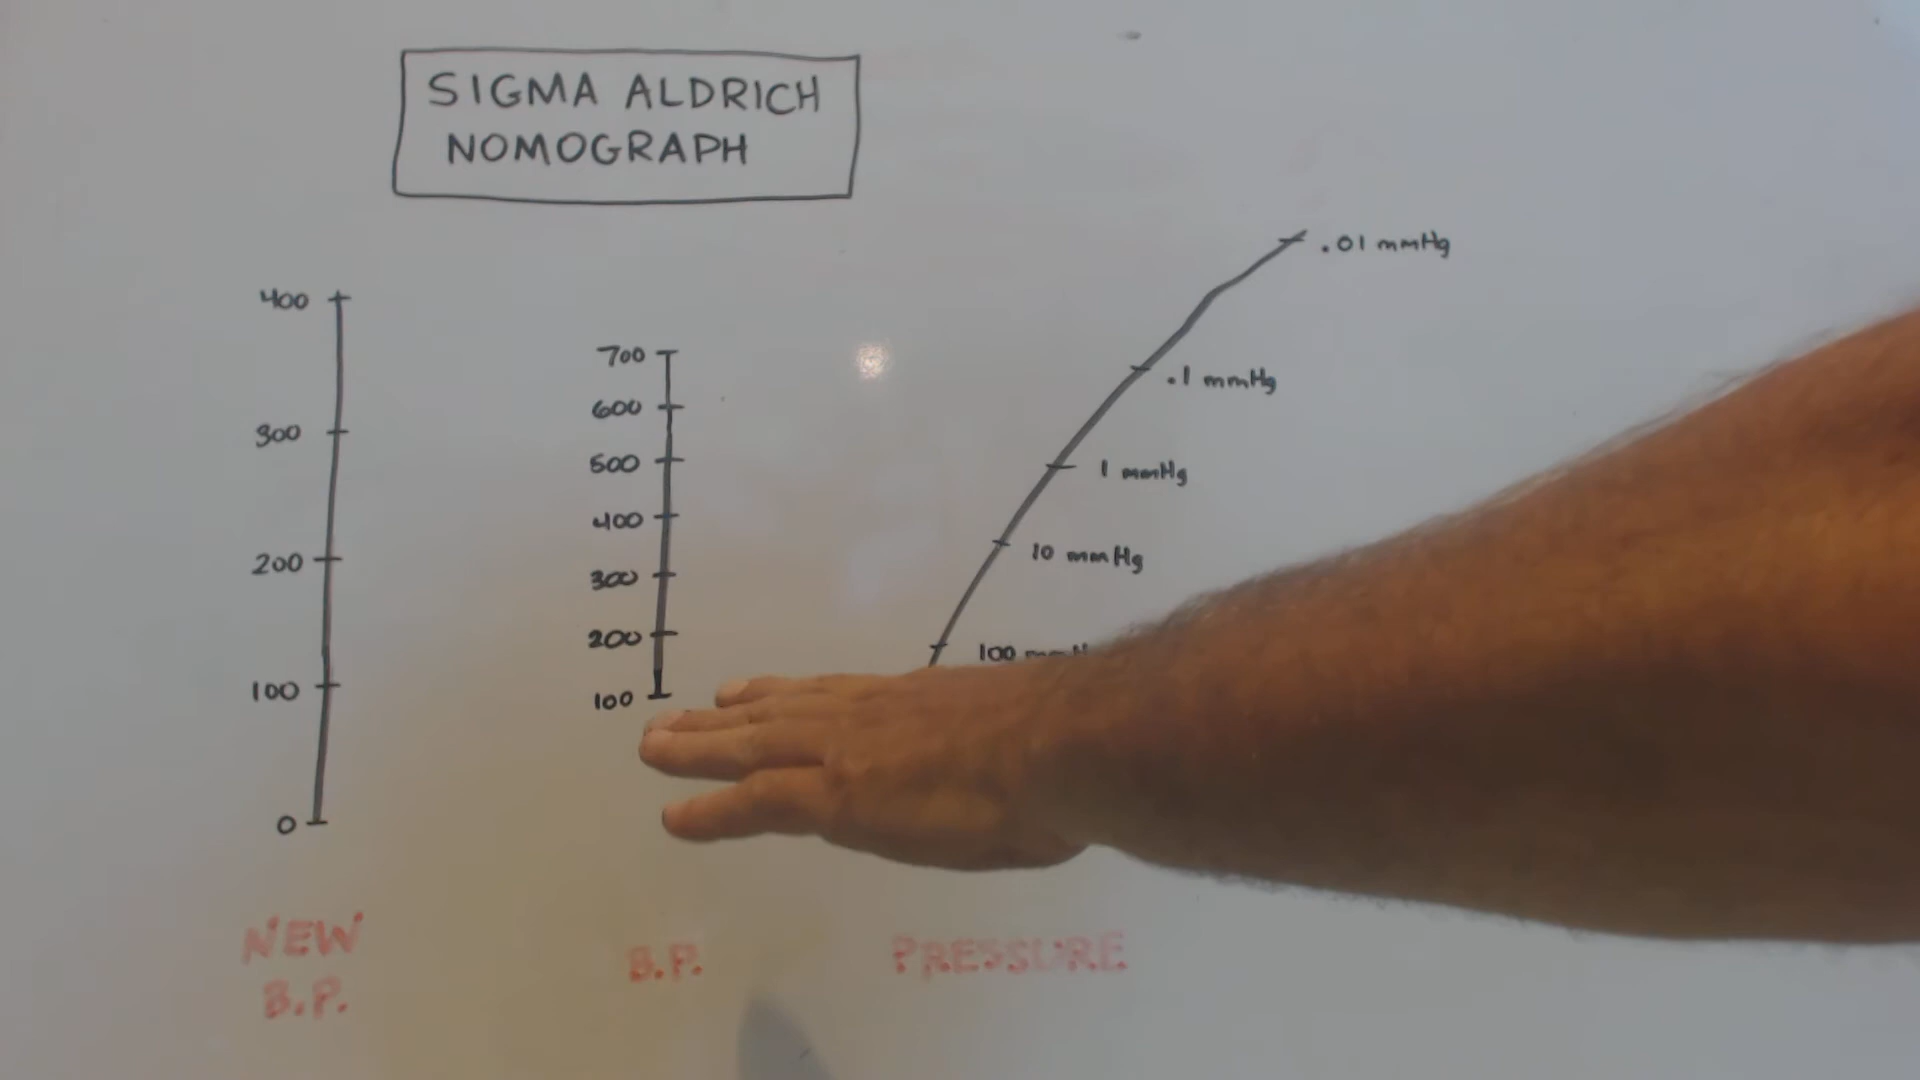 SIGMA ALDRICH
NOMOGRAPH
400
300
200
100
0
NEW
B.P.
700
600
500
400
300
200
100
B.P.
.01 mmHg
.1 mmHg
1 mmHg
10 mmHg
100
PRESSURE